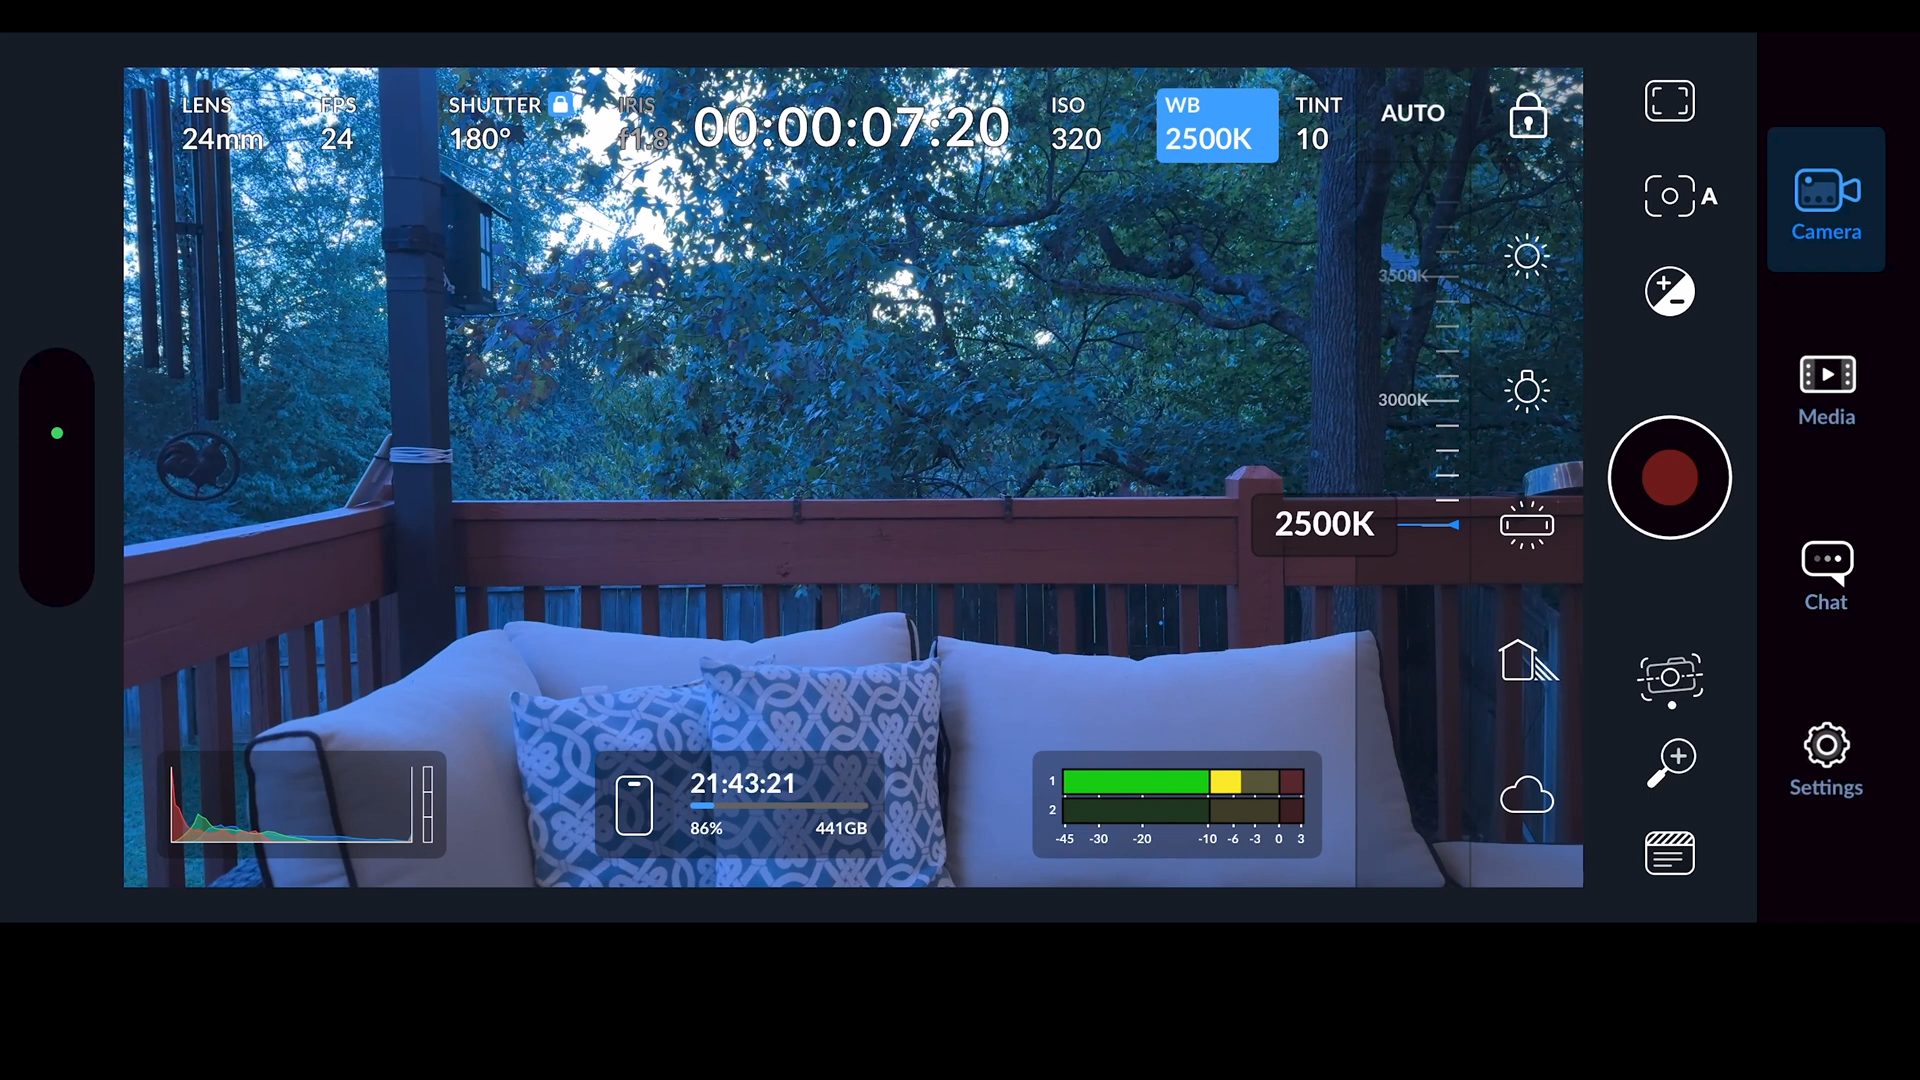 LENS
24mm
FPS
24
SHUTTER
180°
IRIS
f1.8
00:00:07:20
ISO
320
WB
2500K
TINT
10
AUTO
A
Camera
3500K
3000K
Media
2500K
Chat
Settings
21:43:21
86% 441GB
1
2
-45 -30 -20 -10 -6 -3 0 3